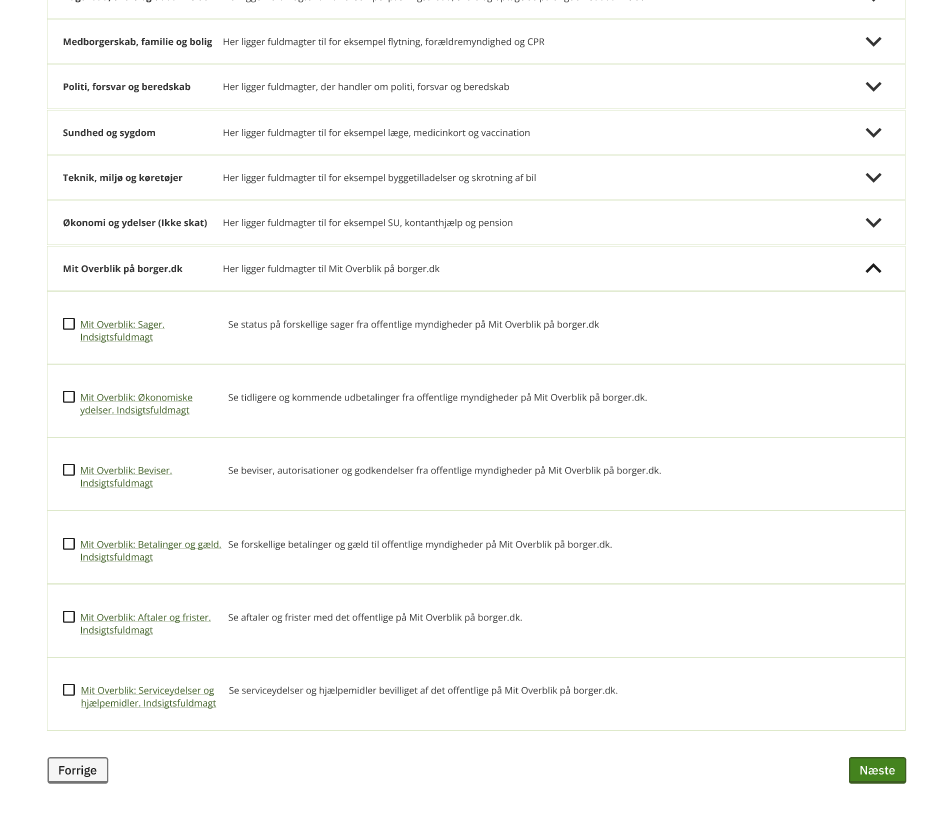 Medborgerskab, familie og bolig Her ligger fuldmagter til for eksempel flytning, forældremyndighed og CPR
Politi, forsvar og beredskab Her ligger fuldmagter, der handler om politi, forsvar og beredskab
Sundhed og sygdom Her ligger fuldmagter til for eksempel læge, medicinkort og vaccination
Teknik, miljø og køretøjer Her ligger fuldmagter til for eksempel byggetilladelser og skrotning af bil
Økonomi og ydelser (Ikke skat) Her ligger fuldmagter til for eksempel SU, kontanthjælp og pension
Mit Overblik på borger.dk Her ligger fuldmagter til Mit Overblik på borger.dk
Mit Overblik: Sager. Se status på forskellige sager fra offentlige myndigheder på Mit Overblik på borger.dk
Indsigtsfuldmagt
Mit Overblik: Økonomiske Se tidligere og kommende udbetalinger fra offentlige myndigheder på Mit Overblik på borger.dk.
ydelser. Indsigtsfuldmagt
Mit Overblik: Beviser. Se beviser, autorisationer og godkendelser fra offentlige myndigheder på Mit Overblik på borger.dk.
Indsigtsfuldmagt
Mit Overblik: Betalinger og gæld. Se forskellige betalinger og gæld til offentlige myndigheder på Mit Overblik på borger.dk.
Indsigtsfuldmagt
Mit Overblik: Aftaler og frister. Se aftaler og frister med det offentlige på Mit Overblik på borger.dk.
Indsigtsfuldmagt
Mit Overblik: Serviceydelser og Se serviceydelser og hjælpemidler bevilliget af det offentlige på Mit Overblik på borger.dk.
hjælpemidler. Indsigtsfuldmagt
Forrige Næste